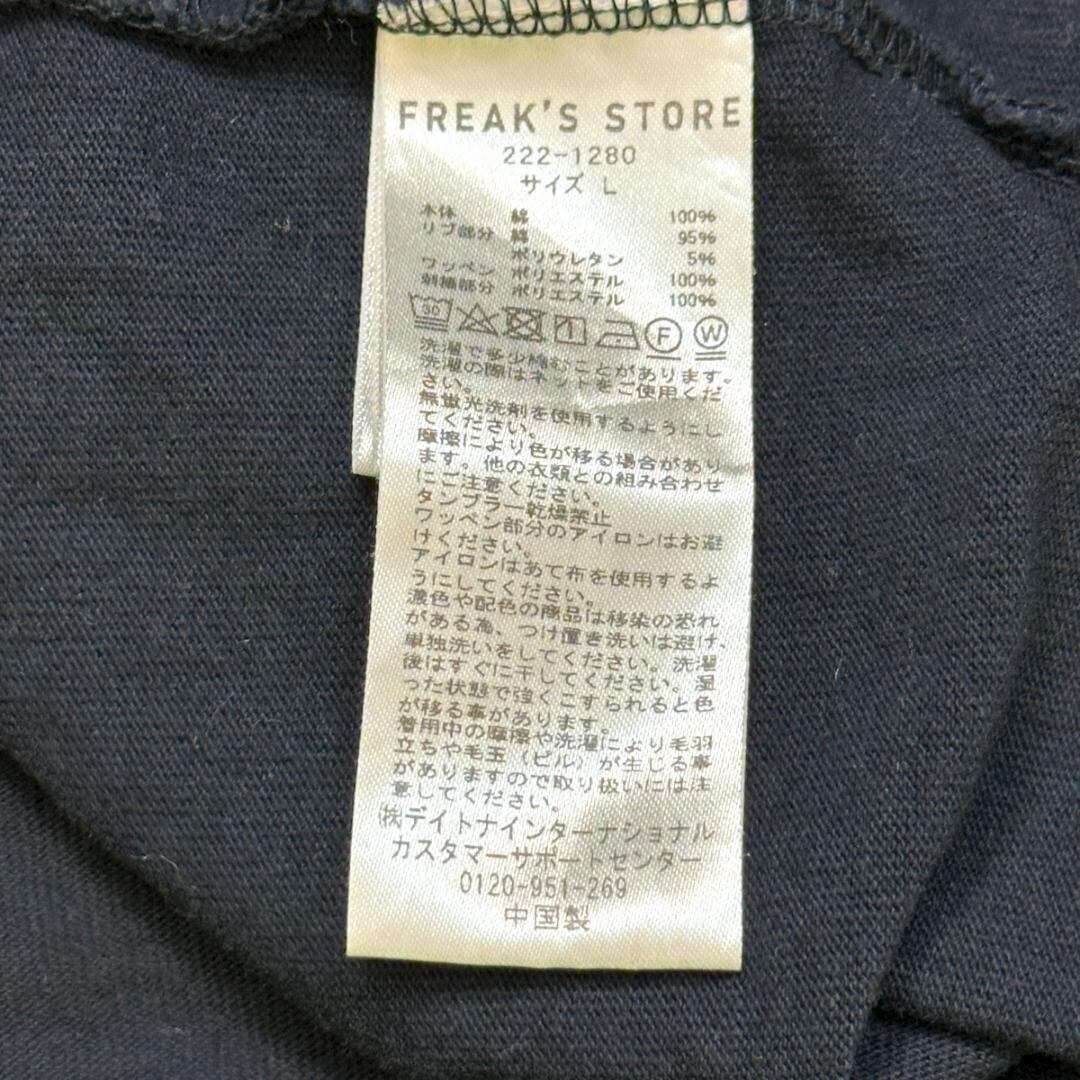 FREAK'S STORE
222-1280
サイズ L
本体 綿 100%
リブ部分 綿 95%
ポリウレタン 5%
ワッペン ポリエステル 100%
刺繍部分 ポリエステル 100%
30 F W
洗濯で多少縮むことがあります。
洗濯の際はネットをご使用くだ
さい。
無蛍光洗剤を使用するようにし
てください。
摩擦により色が移る場合があり
ます。他の衣類との組み合わせ
にご注意ください。
タンブラー乾燥禁止
ワッペン部分のアイロンはお避
けください。
アイロンはあて布を使用するよ
うにしてください。
濃色や配色の商品は移染の恐れ
がある為、つけ置き洗いは避け、
単独洗いをしてください。洗濯
後はすぐに干してください。湿
った状態で強くこすられると色
が移る事があります。
着用中の摩擦や洗濯により毛羽
立ちや毛玉(ピル)が生じる事
がありますので取り扱いには注
意してください。
㈱デイトナインターナショナル
カスタマーサポートセンター
0120-951-269
中国製